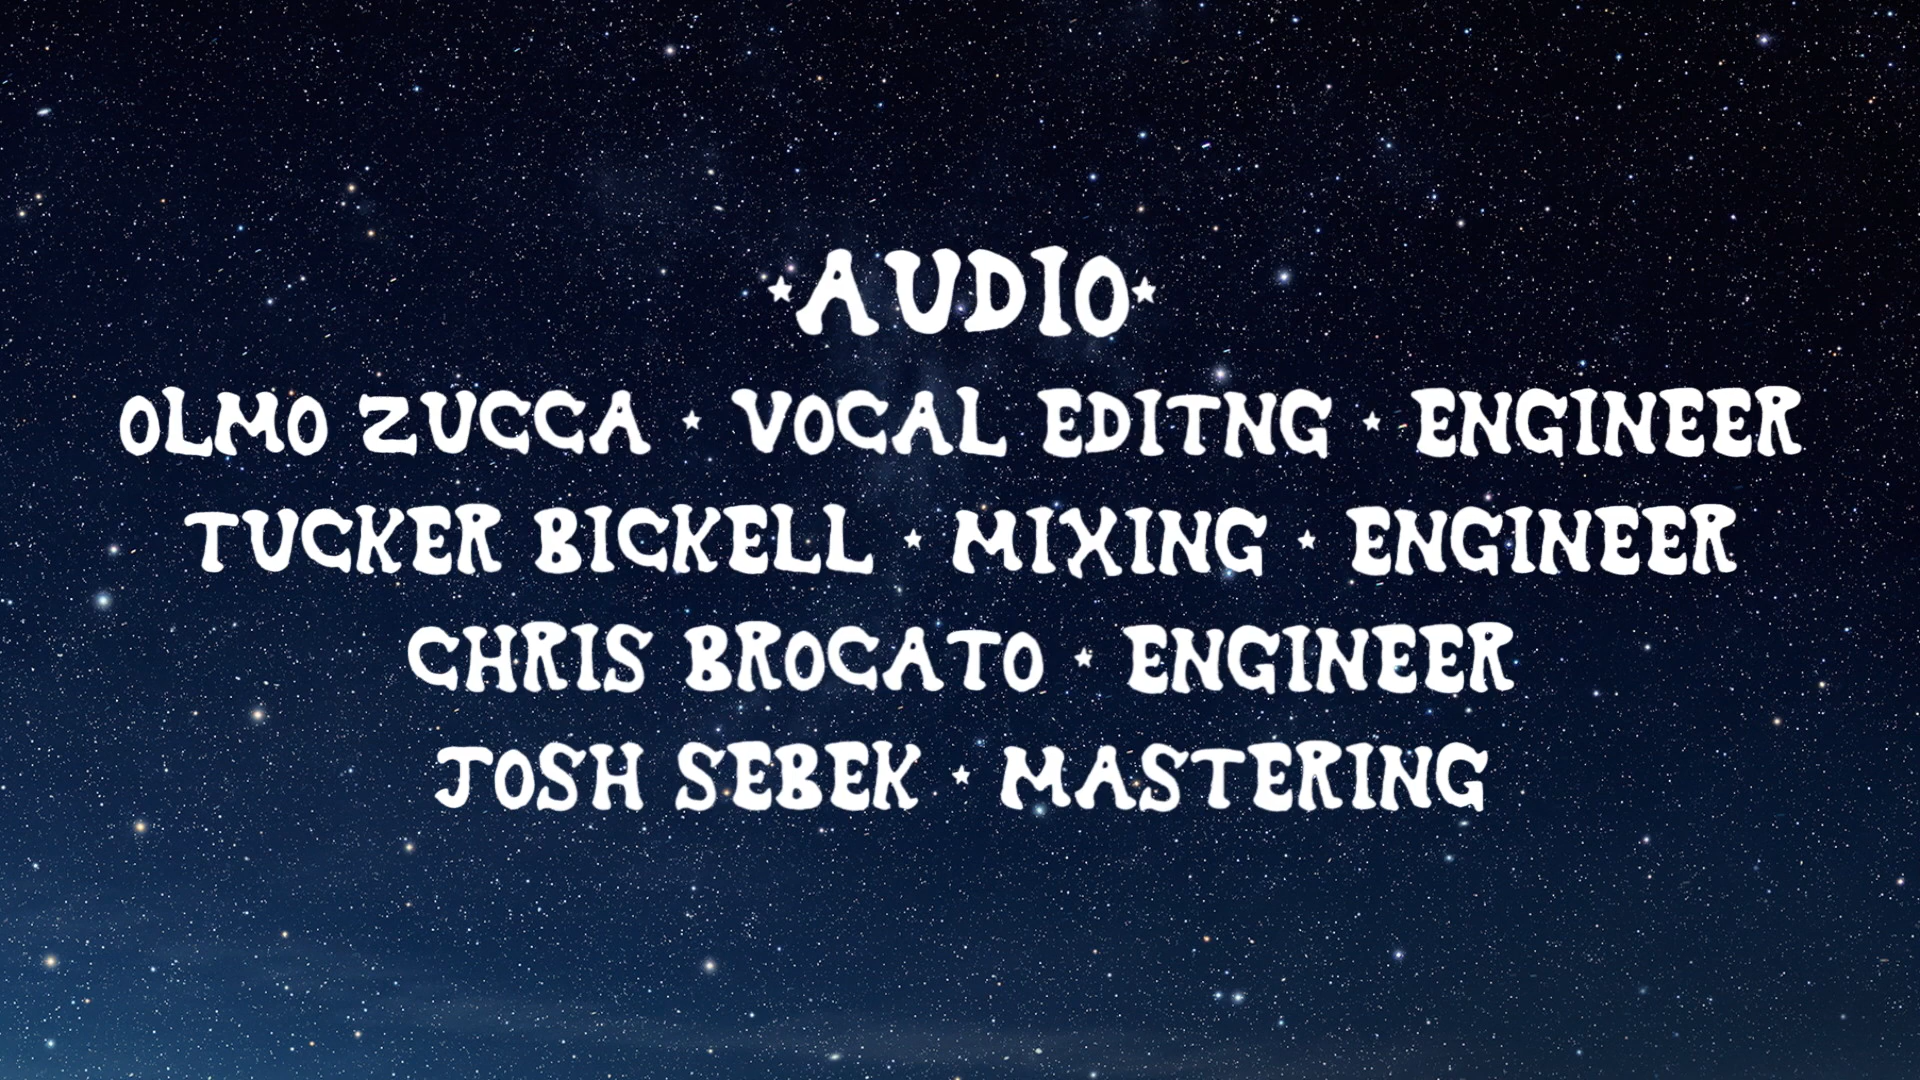 ⋆AUDIO⋆
OLMO ZUCCA ⋆ VOCAL EDITNG ⋆ ENGINEER
TUCKER BICKELL ⋆ MIXING ⋆ ENGINEER
CHRIS BROCATO ⋆ ENGINEER
JOSH SEBEK ⋆ MASTERING